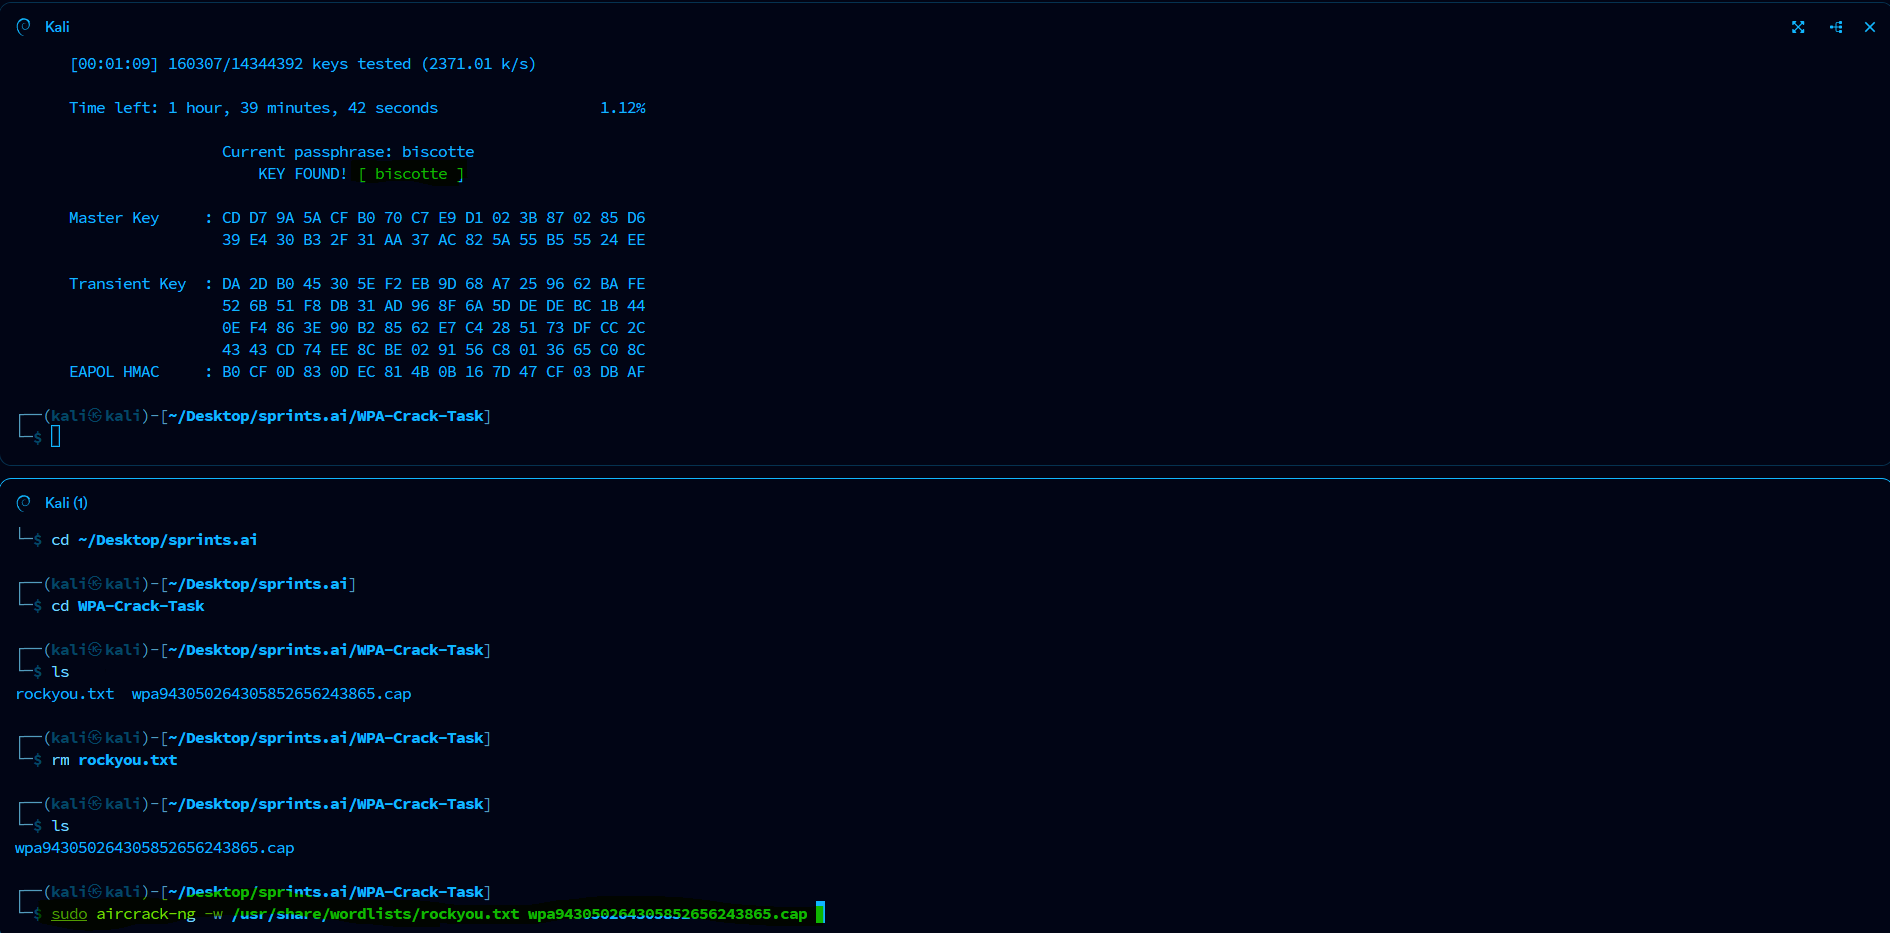 Kali
[00:01:09] 160307/14344392 keys tested (2371.01 k/s)
Time left: 1 hour, 39 minutes, 42 seconds 1.12%
Current passphrase: biscotte
KEY FOUND! [ biscotte ]
Master Key : CD D7 9A 5A CF B0 70 C7 E9 D1 02 3B 87 02 85 D6
39 E4 30 B3 2F 31 AA 37 AC 82 5A 55 B5 55 24 EE
Transient Key : DA 2D B0 45 30 5E F2 EB 9D 68 A7 25 96 62 BA FE
52 6B 51 F8 DB 31 AD 96 8F 6A 5D DE DE BC 1B 44
0E F4 86 3E 90 B2 85 62 E7 C4 28 51 73 DF CC 2C
43 43 CD 74 EE 8C BE 02 91 56 C8 01 36 65 C0 8C
EAPOL HMAC : B0 CF 0D 83 0D EC 81 4B 0B 16 7D 47 CF 03 DB AF
┌──(kali㉿kali)-[~/Desktop/sprints.ai/WPA-Crack-Task]
└─$
Kali (1)
└─$ cd ~/Desktop/sprints.ai
┌──(kali㉿kali)-[~/Desktop/sprints.ai]
└─$ cd WPA-Crack-Task
┌──(kali㉿kali)-[~/Desktop/sprints.ai/WPA-Crack-Task]
└─$ ls
rockyou.txt wpa943050264305852656243865.cap
┌──(kali㉿kali)-[~/Desktop/sprints.ai/WPA-Crack-Task]
└─$ rm rockyou.txt
┌──(kali㉿kali)-[~/Desktop/sprints.ai/WPA-Crack-Task]
└─$ ls
wpa943050264305852656243865.cap
┌──(kali㉿kali)-[~/Desktop/sprints.ai/WPA-Crack-Task]
└─$ sudo aircrack-ng -w /usr/share/wordlists/rockyou.txt wpa943050264305852656243865.cap